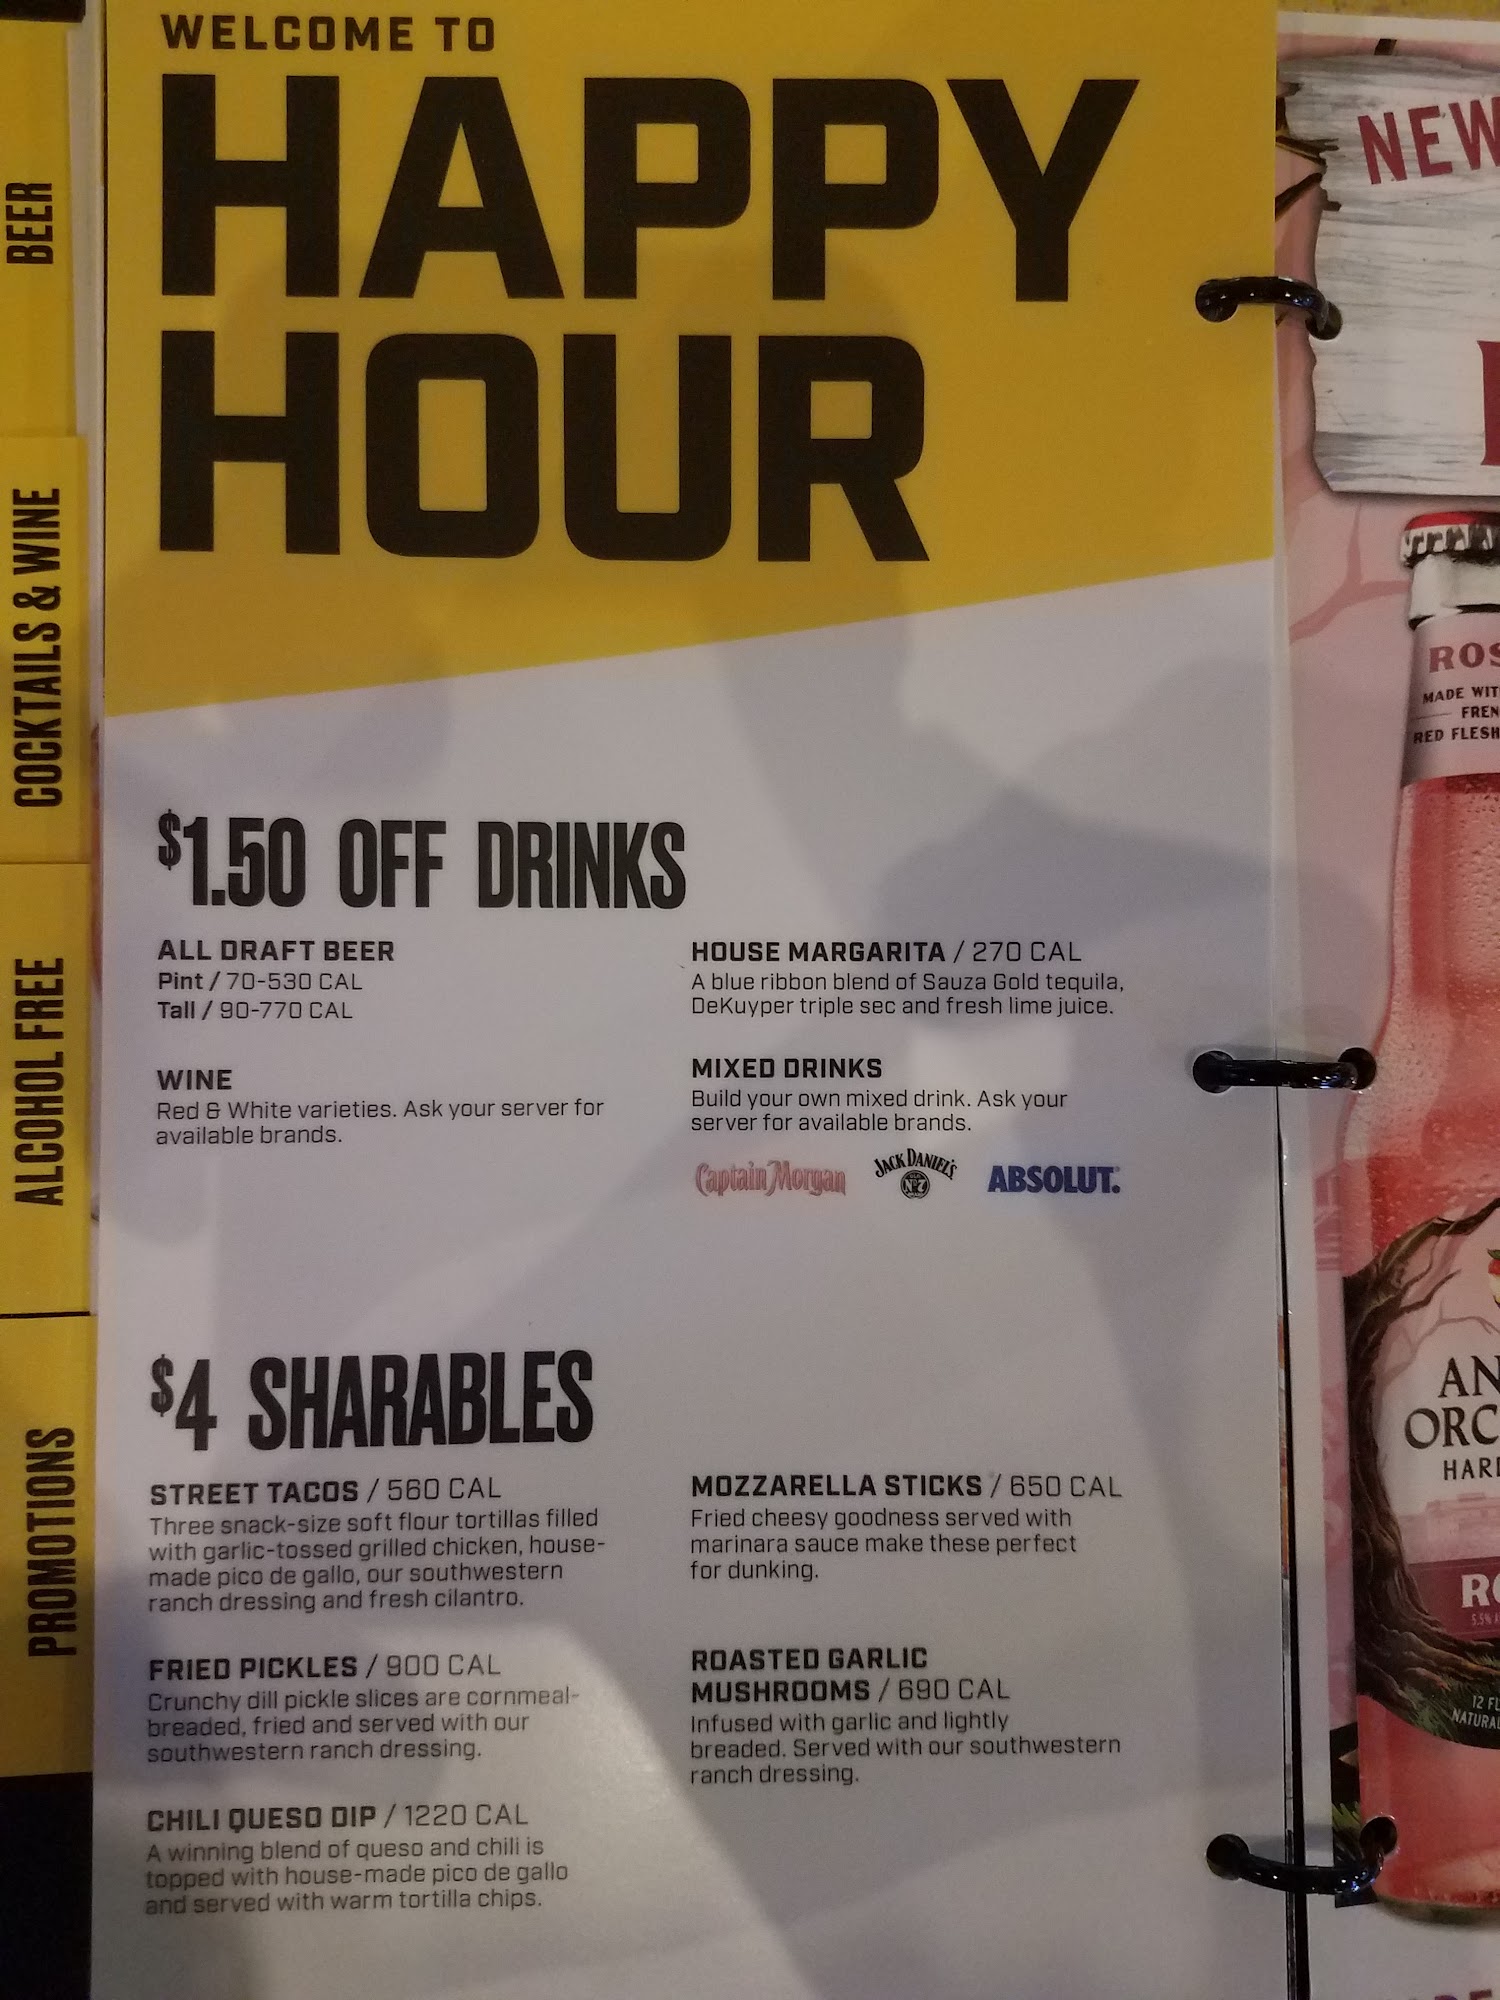 WELCOME TO
HAPPY
HOUR
$1.50 OFF DRINKS
ALL DRAFT BEER
Pint / 70-530 CAL
Tall / 90-770 CAL
WINE
Red & White varieties. Ask your server for
available brands.
HOUSE MARGARITA / 270 CAL
A blue ribbon blend of Sauza Gold tequila,
DeKuyper triple sec and fresh lime juice.
MIXED DRINKS
Build your own mixed drink. Ask your
server for available brands.
Captain Morgan
JACK DANIEL'S
ABSOLUT.
$4 SHARABLES
STREET TACOS / 560 CAL
Three snack-size soft flour tortillas filled
with garlic-tossed grilled chicken, house-
made pico de gallo, our southwestern
ranch dressing and fresh cilantro.
FRIED PICKLES / 900 CAL
Crunchy dill pickle slices are cornmeal-
breaded, fried and served with our
southwestern ranch dressing.
CHILI QUESO DIP / 1220 CAL
A winning blend of queso and chili is
topped with house-made pico de gallo
and served with warm tortilla chips.
MOZZARELLA STICKS / 650 CAL
Fried cheesy goodness served with
marinara sauce make these perfect
for dunking.
ROASTED GARLIC
MUSHROOMS / 690 CAL
Infused with garlic and lightly
breaded. Served with our southwestern
ranch dressing.
BEER
COCKTAILS & WINE
ALCOHOL FREE
PROMOTIONS
NEW
ROS
MADE WIT
FREN
RED FLESH
AN
ORC
HARD
RO
12 FL
NATURAL